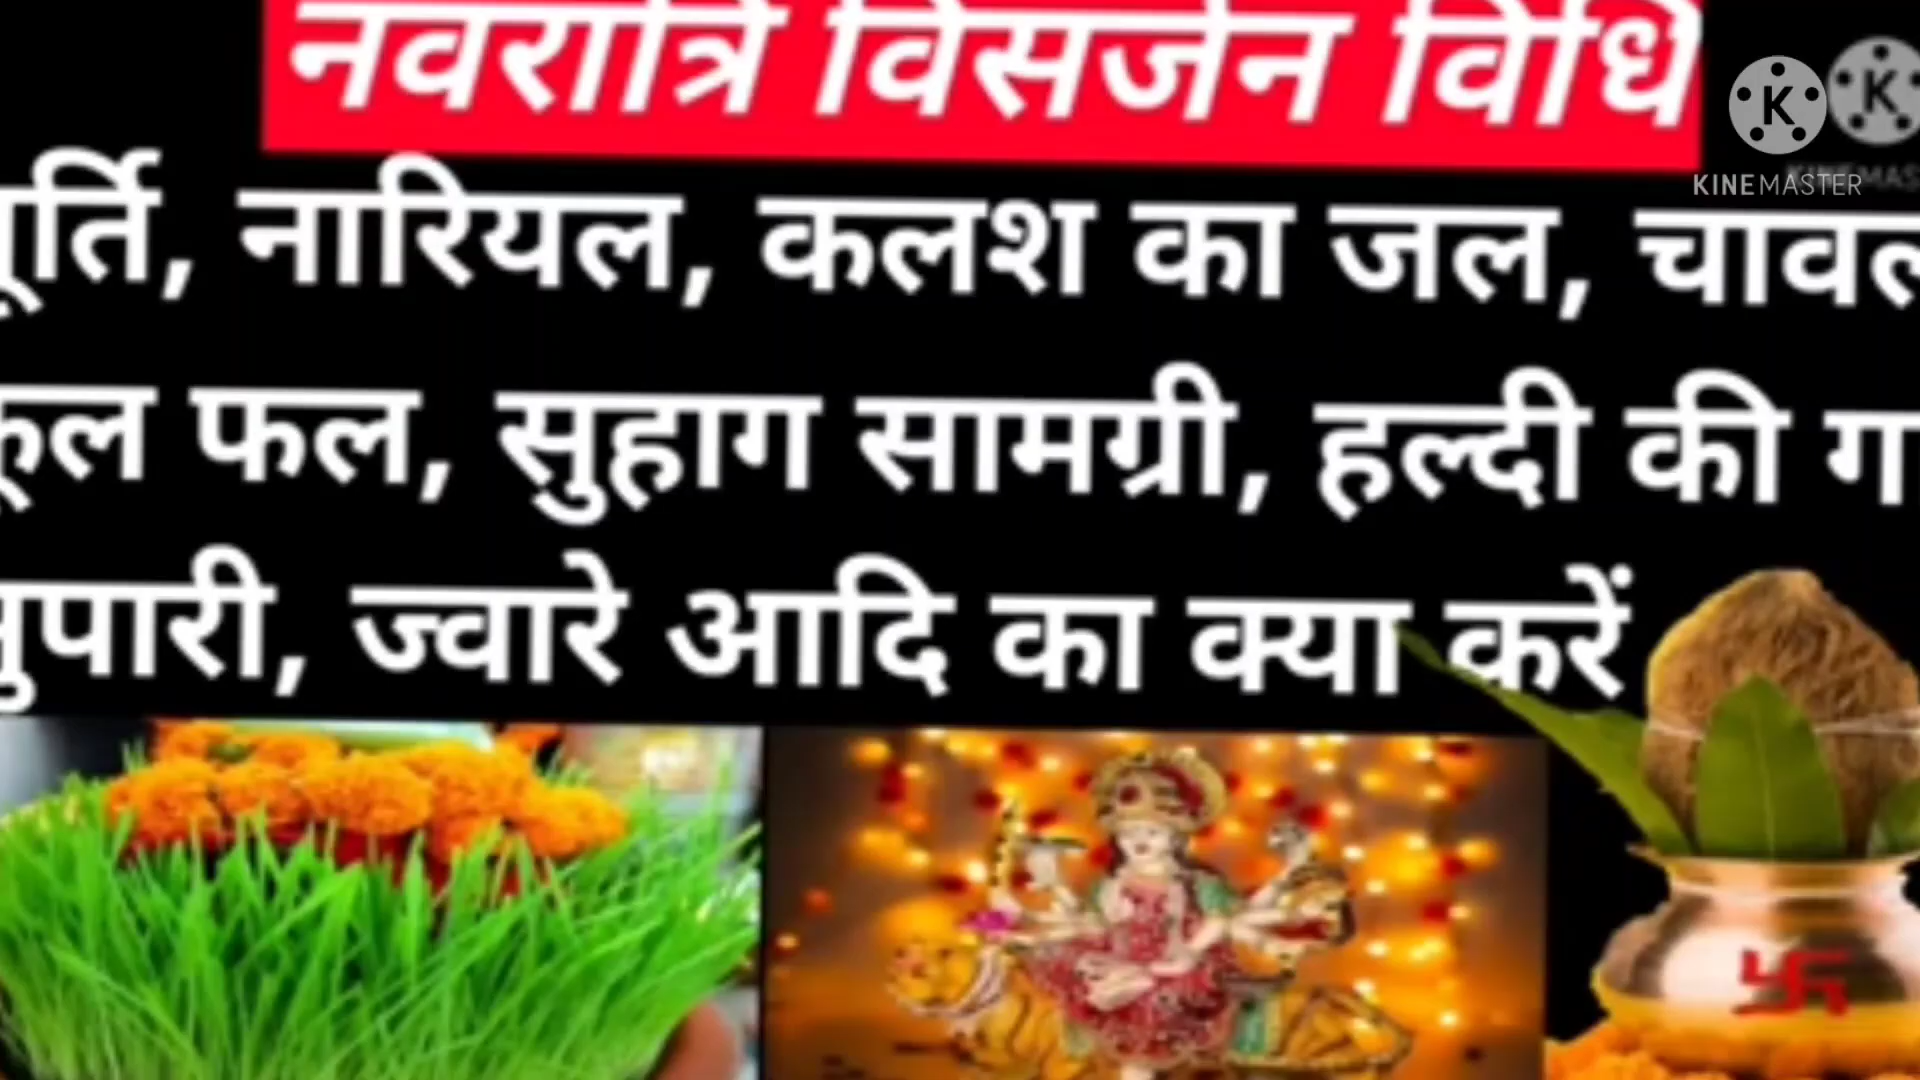 नवरात्रि विसर्जन विधि
नारियल, कलश का जल, चावल
फल, सुहाग सामग्री, हल्दी की
ज्वारे आदि का क्या करें
K
KINEMASTER
K